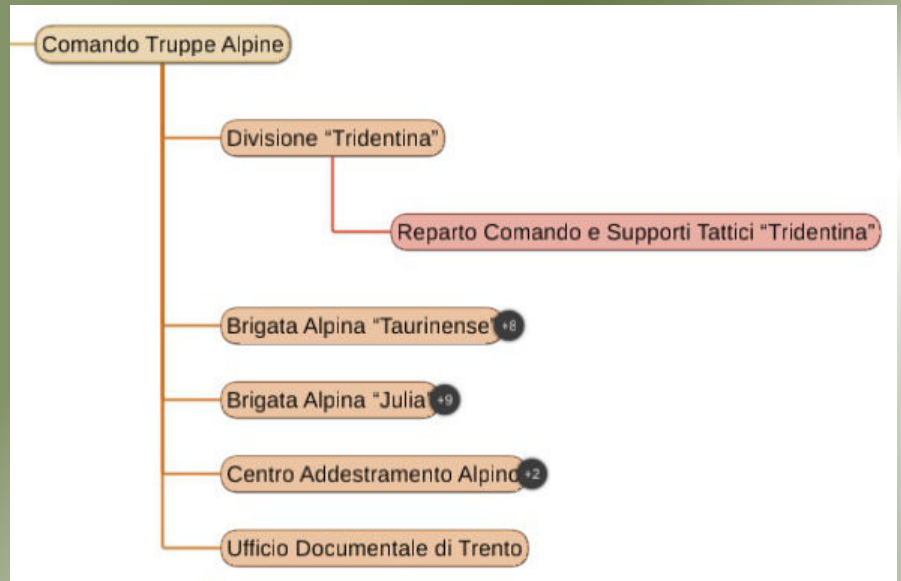 Comando Truppe Alpine
Divisione “Tridentina”
Reparto Comando e Supporti Tattici “Tridentina”
Brigata Alpina “Taurinense” +8
Brigata Alpina “Julia” +9
Centro Addestramento Alpino +2
Ufficio Documentale di Trento